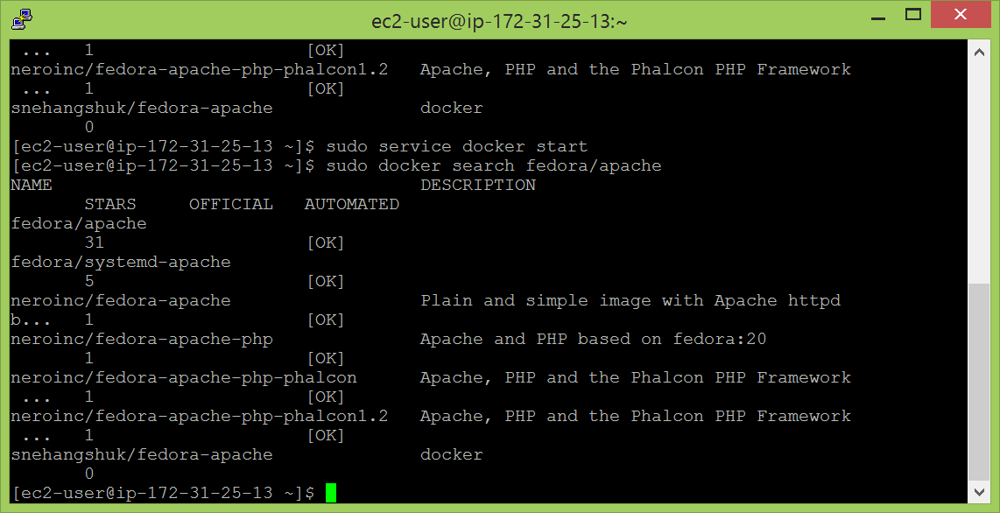 ec2-user@ip-172-31-25-13:~
... 1 [OK]
neroinc/fedora-apache-php-phalcon1.2 Apache, PHP and the Phalcon PHP Framework
... 1 [OK]
snehangshuk/fedora-apache docker
0
[ec2-user@ip-172-31-25-13 ~]$ sudo service docker start
[ec2-user@ip-172-31-25-13 ~]$ sudo docker search fedora/apache
NAME DESCRIPTION
STARS OFFICIAL AUTOMATED
fedora/apache
31 [OK]
fedora/systemd-apache
5 [OK]
neroinc/fedora-apache Plain and simple image with Apache httpd
b... 1 [OK]
neroinc/fedora-apache-php Apache and PHP based on fedora:20
1 [OK]
neroinc/fedora-apache-php-phalcon Apache, PHP and the Phalcon PHP Framework
... 1 [OK]
neroinc/fedora-apache-php-phalcon1.2 Apache, PHP and the Phalcon PHP Framework
... 1 [OK]
snehangshuk/fedora-apache docker
0
[ec2-user@ip-172-31-25-13 ~]$